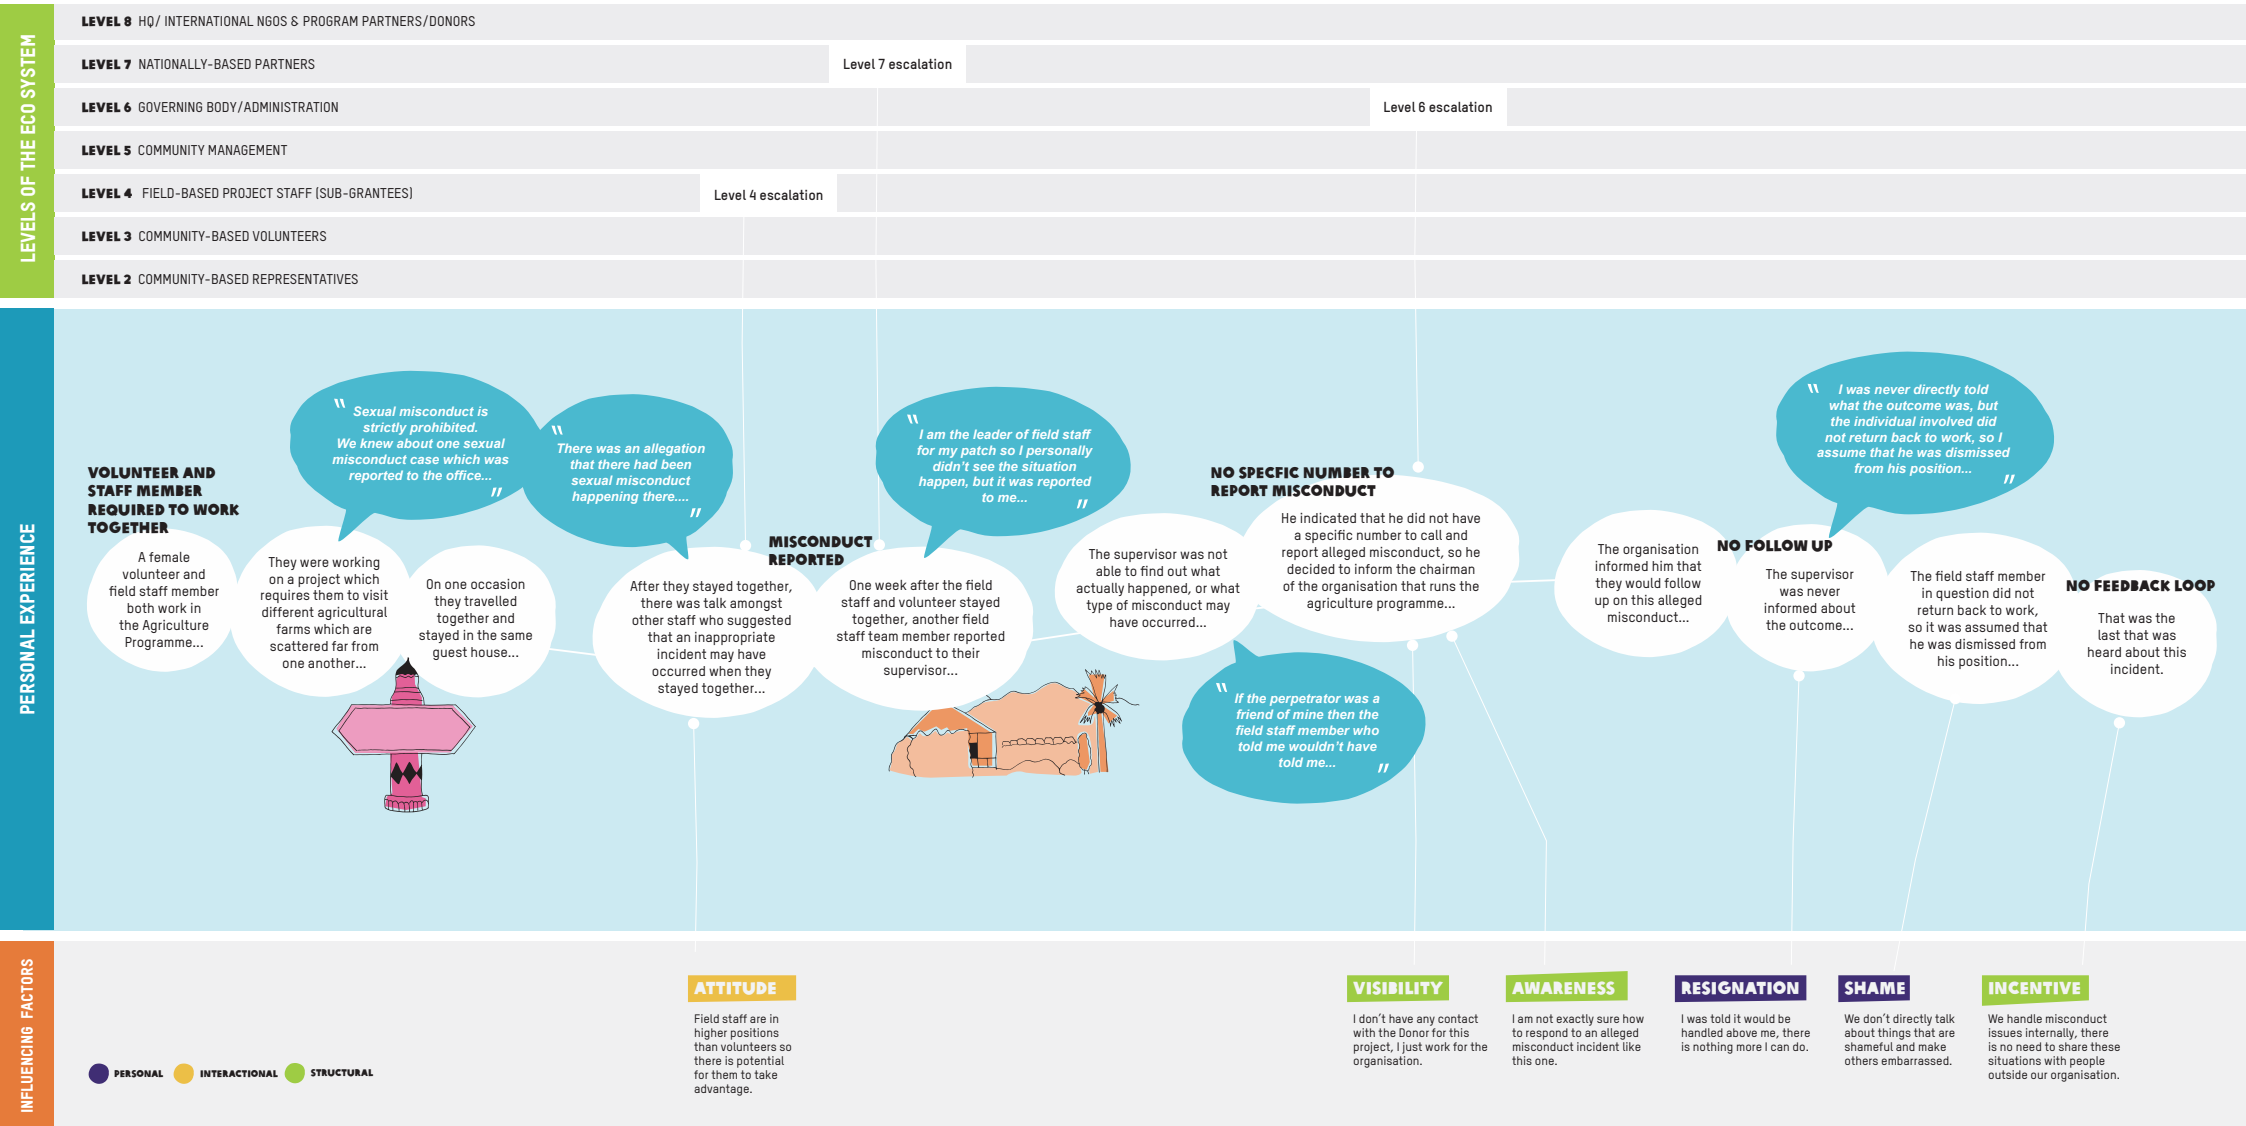 LEVELS OF THE ECO SYSTEM
LEVEL 8 HQ/ INTERNATIONAL NGOS & PROGRAM PARTNERS/DONORS
LEVEL 7 NATIONALLY-BASED PARTNERS
Level 7 escalation
LEVEL 6 GOVERNING BODY/ADMINISTRATION
Level 6 escalation
LEVEL 5 COMMUNITY MANAGEMENT
LEVEL 4 FIELD-BASED PROJECT STAFF (SUB-GRANTEES)
Level 4 escalation
LEVEL 3 COMMUNITY-BASED VOLUNTEERS
LEVEL 2 COMMUNITY-BASED REPRESENTATIVES
PERSONAL EXPERIENCE
VOLUNTEER AND
STAFF MEMBER
REQUIRED TO WORK
TOGETHER
A female
volunteer and
field staff member
both work in
the Agriculture
Programme...
"Sexual misconduct is
strictly prohibited.
We knew about one sexual
misconduct case which was
reported to the office..."
They were working
on a project which
requires them to visit
different agricultural
farms which are
scattered far from
one another...
On one occasion
they travelled
together and
stayed in the same
guest house...
"There was an allegation
that there had been
sexual misconduct
happening there...."
After they stayed together,
there was talk amongst
other staff who suggested
that an inappropriate
incident may have
occurred when they
stayed together...
MISCONDUCT
REPORTED
"I am the leader of field staff
for my patch so I personally
didn't see the situation
happen, but it was reported
to me..."
One week after the field
staff and volunteer stayed
together, another field
staff team member reported
misconduct to their
supervisor...
The supervisor was not
able to find out what
actually happened, or what
type of misconduct may
have occurred...
NO SPECFIC NUMBER TO
REPORT MISCONDUCT
He indicated that he did not have
a specific number to call and
report alleged misconduct, so he
decided to inform the chairman
of the organisation that runs the
agriculture programme...
"If the perpetrator was a
friend of mine then the
field staff member who
told me wouldn't have
told me..."
The organisation
informed him that
they would follow
up on this alleged
misconduct...
NO FOLLOW UP
The supervisor
was never
informed about
the outcome...
"I was never directly told
what the outcome was, but
the individual involved did
not return back to work, so I
assume that he was dismissed
from his position..."
The field staff member
in question did not
return back to work,
so it was assumed that
he was dismissed from
his position...
NO FEEDBACK LOOP
That was the
last that was
heard about this
incident.
INFLUENCING FACTORS
PERSONAL
INTERACTIONAL
STRUCTURAL
ATTITUDE
Field staff are in
higher positions
than volunteers so
there is potential
for them to take
advantage.
VISIBILITY
I don't have any contact
with the Donor for this
project, I just work for the
organisation.
AWARENESS
I am not exactly sure how
to respond to an alleged
misconduct incident like
this one.
RESIGNATION
I was told it would be
handled above me, there
is nothing more I can do.
SHAME
We don't directly talk
about things that are
shameful and make
others embarrassed.
INCENTIVE
We handle misconduct
issues internally, there
is no need to share these
situations with people
outside our organisation.